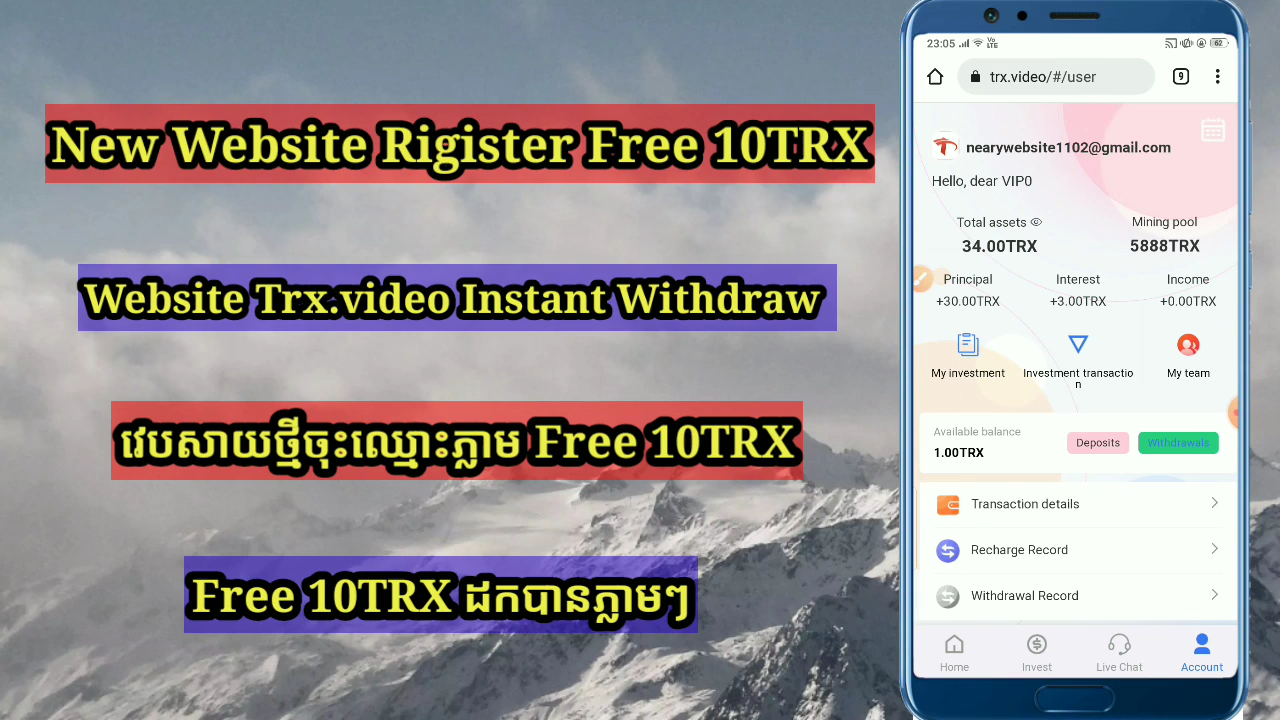 New Website Rigister Free 10TRX
Website Trx.video Instant Withdraw
វេបសាយថ្មីចុះឈ្មោះភ្លាម Free 10TRX
Free 10TRX ដកបានភ្លាមៗ
23:05 Vo LTE 62
trx.video/#/user 9
nearywebsite1102@gmail.com
Hello, dear VIP0
Total assets Mining pool
34.00TRX 5888TRX
Principal Interest Income
+30.00TRX +3.00TRX +0.00TRX
My investment Investment transactio My team
n
Available balance
1.00TRX
Deposits Withdrawals
Transaction details
Recharge Record
Withdrawal Record
Home Invest Live Chat Account